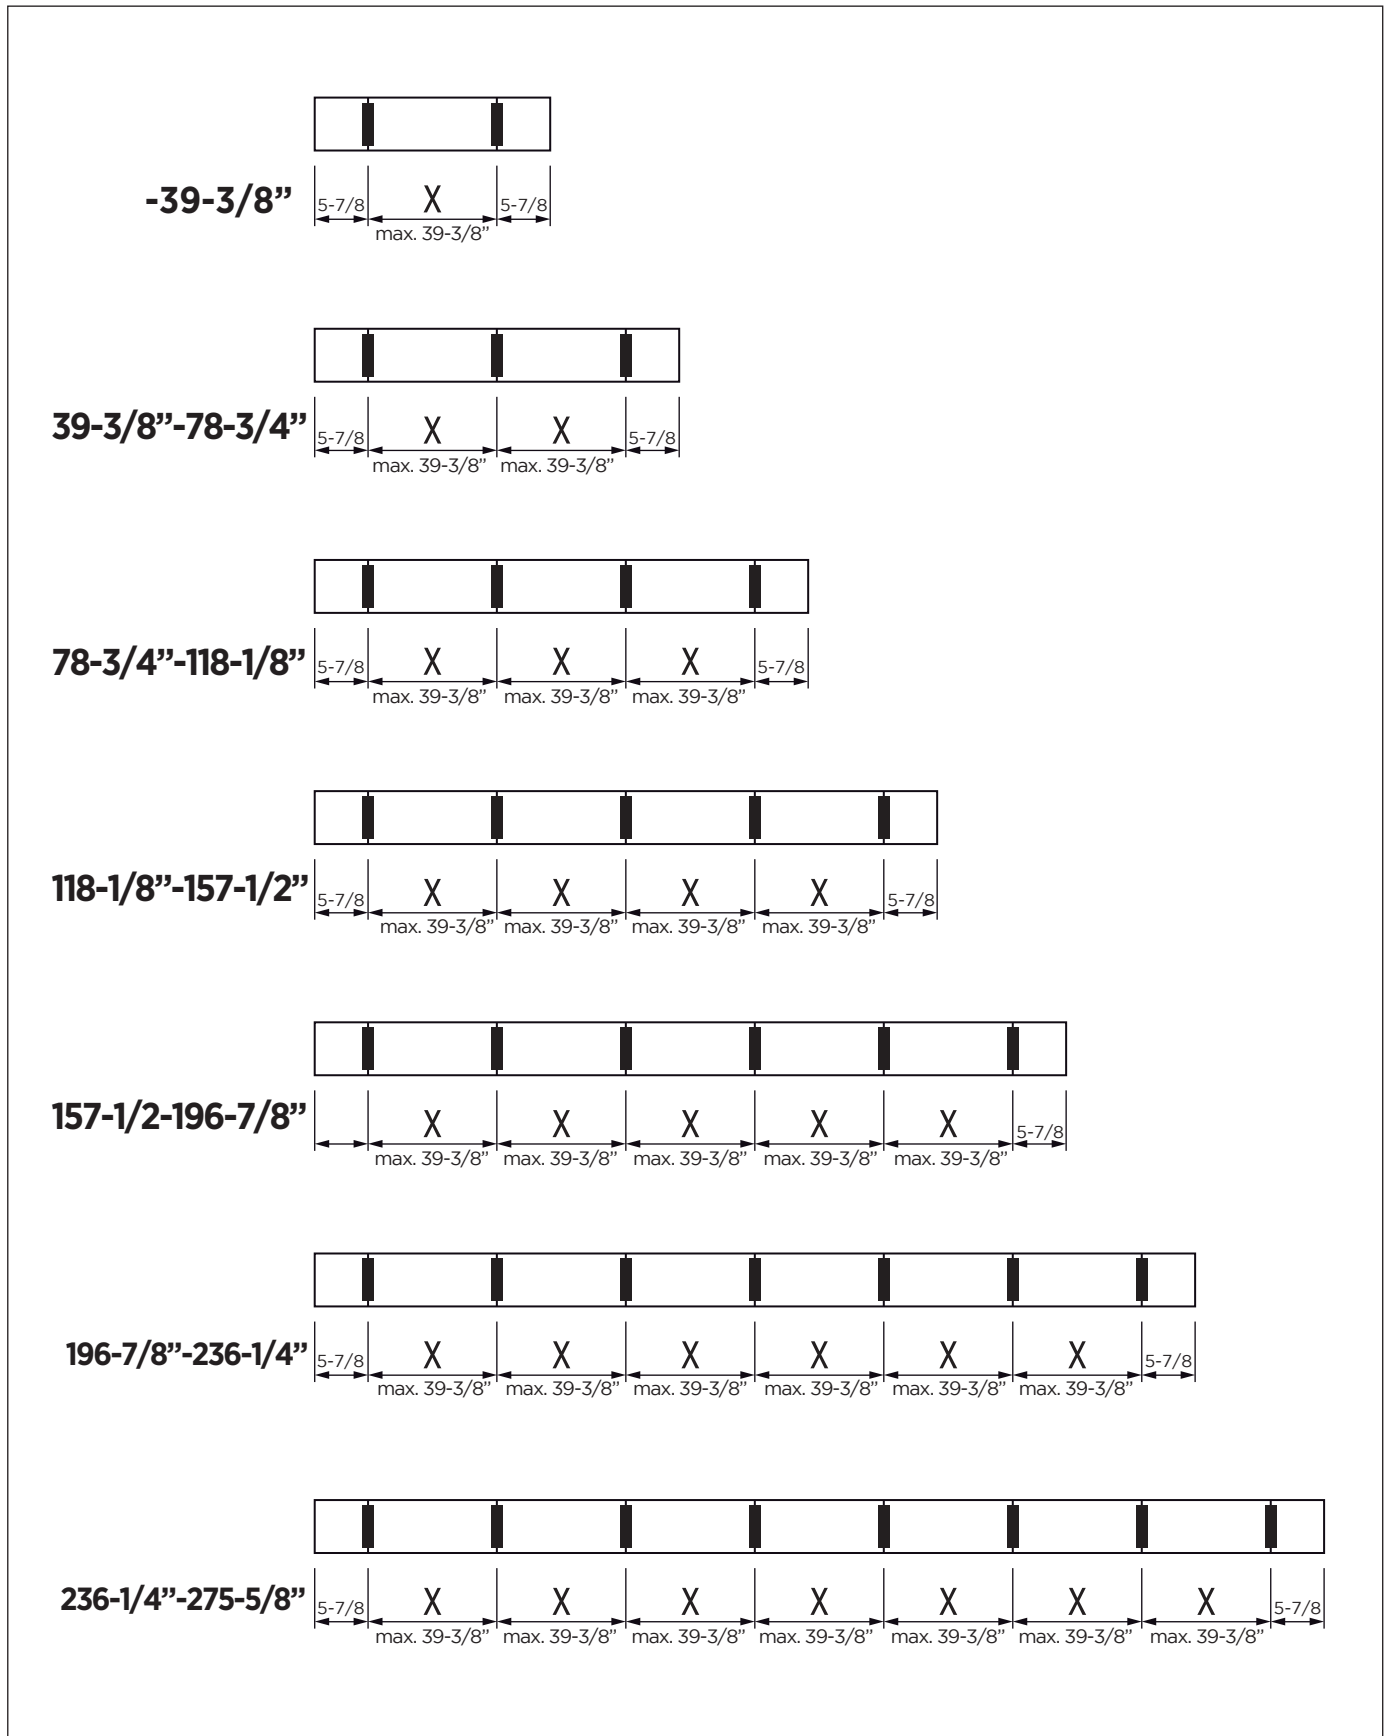 -39-3/8” 5-7/8 X 5-7/8
max. 39-3/8”
39-3/8”-78-3/4” 5-7/8 X X 5-7/8
max. 39-3/8” max. 39-3/8”
78-3/4”-118-1/8” 5-7/8 X X X 5-7/8
max. 39-3/8” max. 39-3/8” max. 39-3/8”
118-1/8”-157-1/2” 5-7/8 X X X X 5-7/8
max. 39-3/8” max. 39-3/8” max. 39-3/8” max. 39-3/8”
157-1/2-196-7/8” X X X X X 5-7/8
max. 39-3/8” max. 39-3/8” max. 39-3/8” max. 39-3/8” max. 39-3/8”
196-7/8”-236-1/4” 5-7/8 X X X X X X 5-7/8
max. 39-3/8” max. 39-3/8” max. 39-3/8” max. 39-3/8” max. 39-3/8” max. 39-3/8”
236-1/4”-275-5/8” 5-7/8 X X X X X X X 5-7/8
max. 39-3/8” max. 39-3/8” max. 39-3/8” max. 39-3/8” max. 39-3/8” max. 39-3/8” max. 39-3/8”